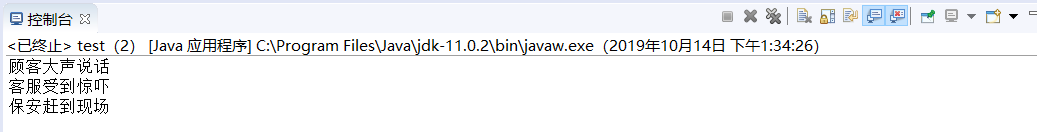 控制台
<已终止> test（2） [Java 应用程序] C:\Program Files\Java\jdk-11.0.2\bin\javaw.exe（2019年10月14日 下午1:34:26）
顾客大声说话
客服受到惊吓
保安赶到现场